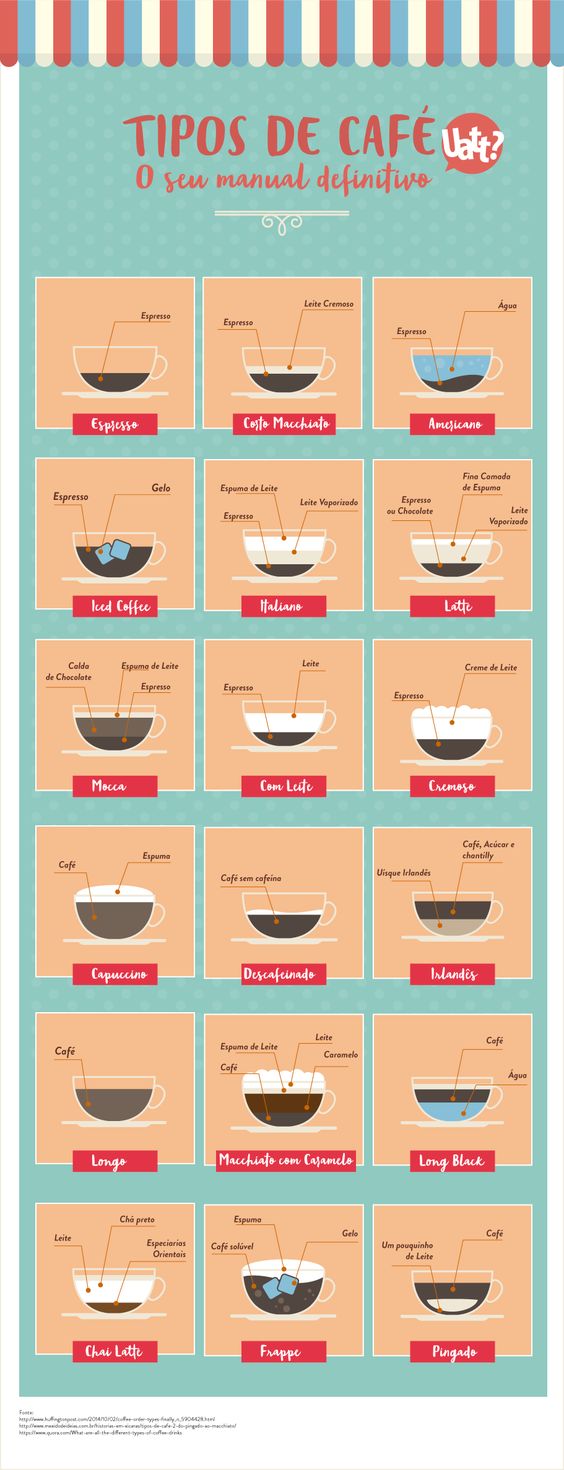 TIPOS DE CAFÉ
Uatt?
O seu manual definitivo
Espresso
Espresso
Leite Cremoso
Espresso
Corto Macchiato
Água
Espresso
Americano
Espresso
Gelo
Iced Coffee
Espuma de Leite
Leite Vaporizado
Espresso
Italiano
Fina Camada
de Espuma
Espresso
ou Chocolate
Leite
Vaporizado
Latte
Calda
de Chocolate
Espuma de Leite
Espresso
Mocca
Leite
Espresso
Com Leite
Creme de Leite
Espresso
Cremoso
Café
Espuma
Capuccino
Café sem cafeína
Descafeinado
Café, Acúcar e
chantilly
Uisque Irlandês
Irlandês
Café
Longo
Leite
Espuma de Leite
Caramelo
Café
Macchiato com Caramelo
Café
Água
Long Black
Chá preto
Leite
Especiarias
Orientais
Chai Latte
Espuma
Gelo
Café solúvel
Frappe
Café
Um pouquinho
de Leite
Pingado
Fonte:
http://www.huffingtonpost.com/2014/10/02/coffee-order-types-finally_n_5904428.html
http://www.mexidodeideias.com.br/historias-em-xicaras/tipos-de-cafe-2-do-pingado-ao-macchiato/
https://www.quora.com/What-are-all-the-different-types-of-coffee-drinks